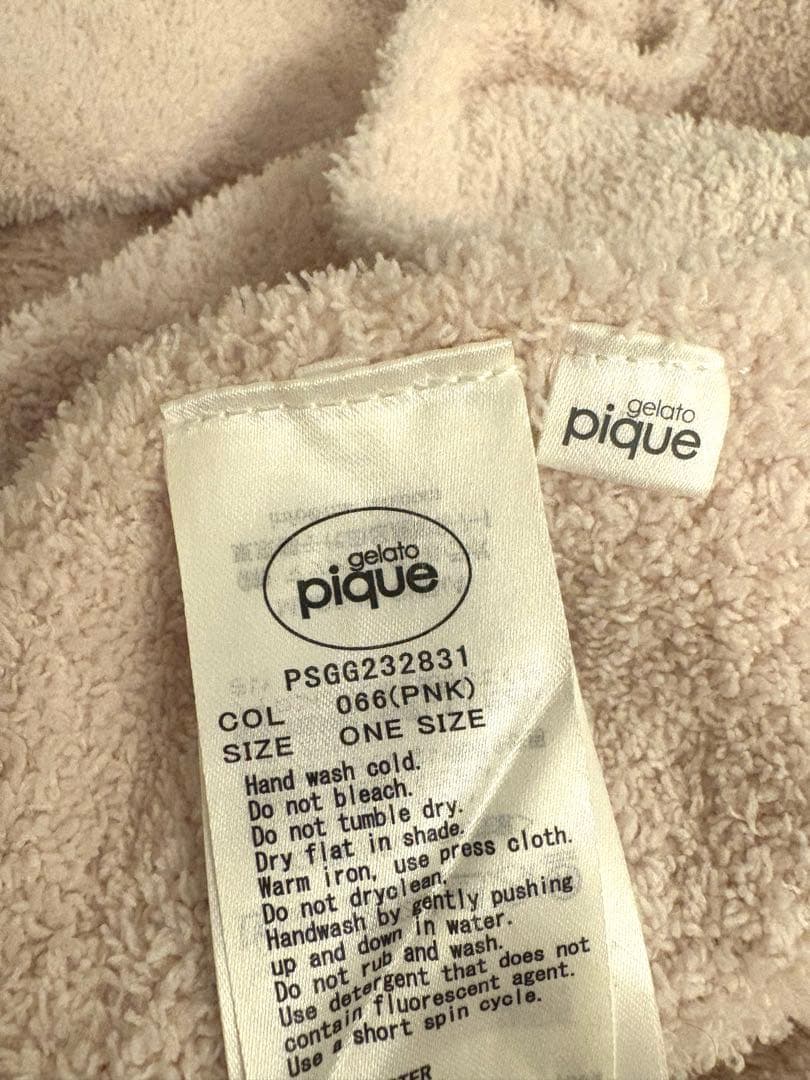 gelato
pique
gelato
pique
PSGG232831
COL 066(PNK)
SIZE ONE SIZE
Hand wash cold.
Do not bleach.
Do not tumble dry.
Dry flat in shade.
Warm iron, use press cloth.
Do not dryclean.
Handwash by gently pushing
up and down in water.
Do not rub and wash.
Use detergent that does not
contain fluorescent agent.
Use a short spin cycle.